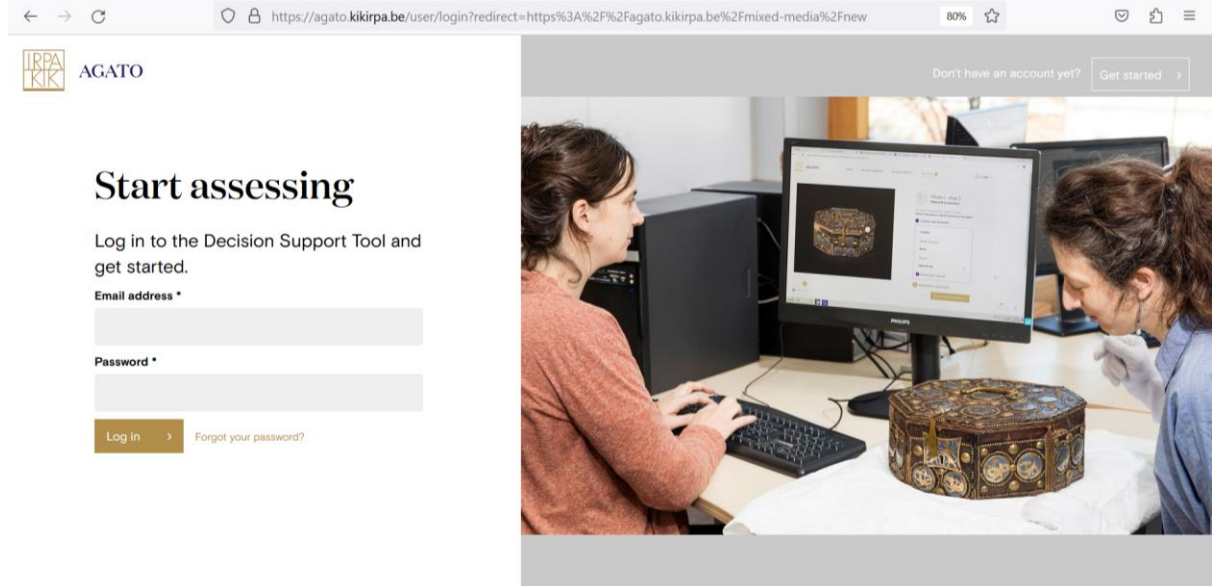 https://agato.kikirpa.be/user/login?redirect=https%3A%2F%2Fagato.kikirpa.be%2Fmixed-media%2Fnew
80%
IRPA
KIK
AGATO
Don't have an account yet?
Get started
Start assessing
Log in to the Decision Support Tool and
get started.
Email address *
Password *
Log in
Forgot your password?
PHILIPS